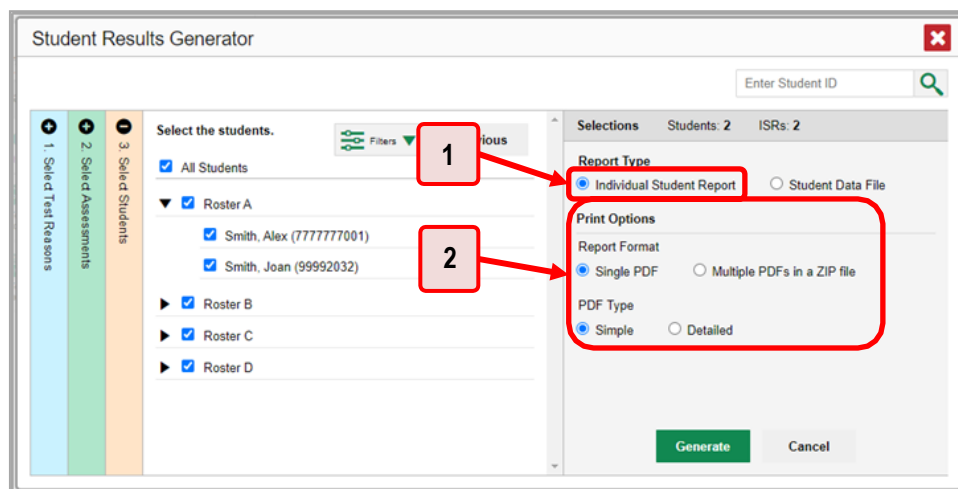 Student Results Generator
Enter Student ID
1. Select Test Reasons
2. Select Assessments
3. Select Students
Select the students.
Filters
All Students
Roster A
Smith, Alex (7777777001)
Smith, Joan (99992032)
Roster B
Roster C
Roster D
1
2
Selections Students: 2 ISRs: 2
Report Type
Individual Student Report Student Data File
Print Options
Report Format
Single PDF Multiple PDFs in a ZIP file
PDF Type
Simple Detailed
Generate Cancel